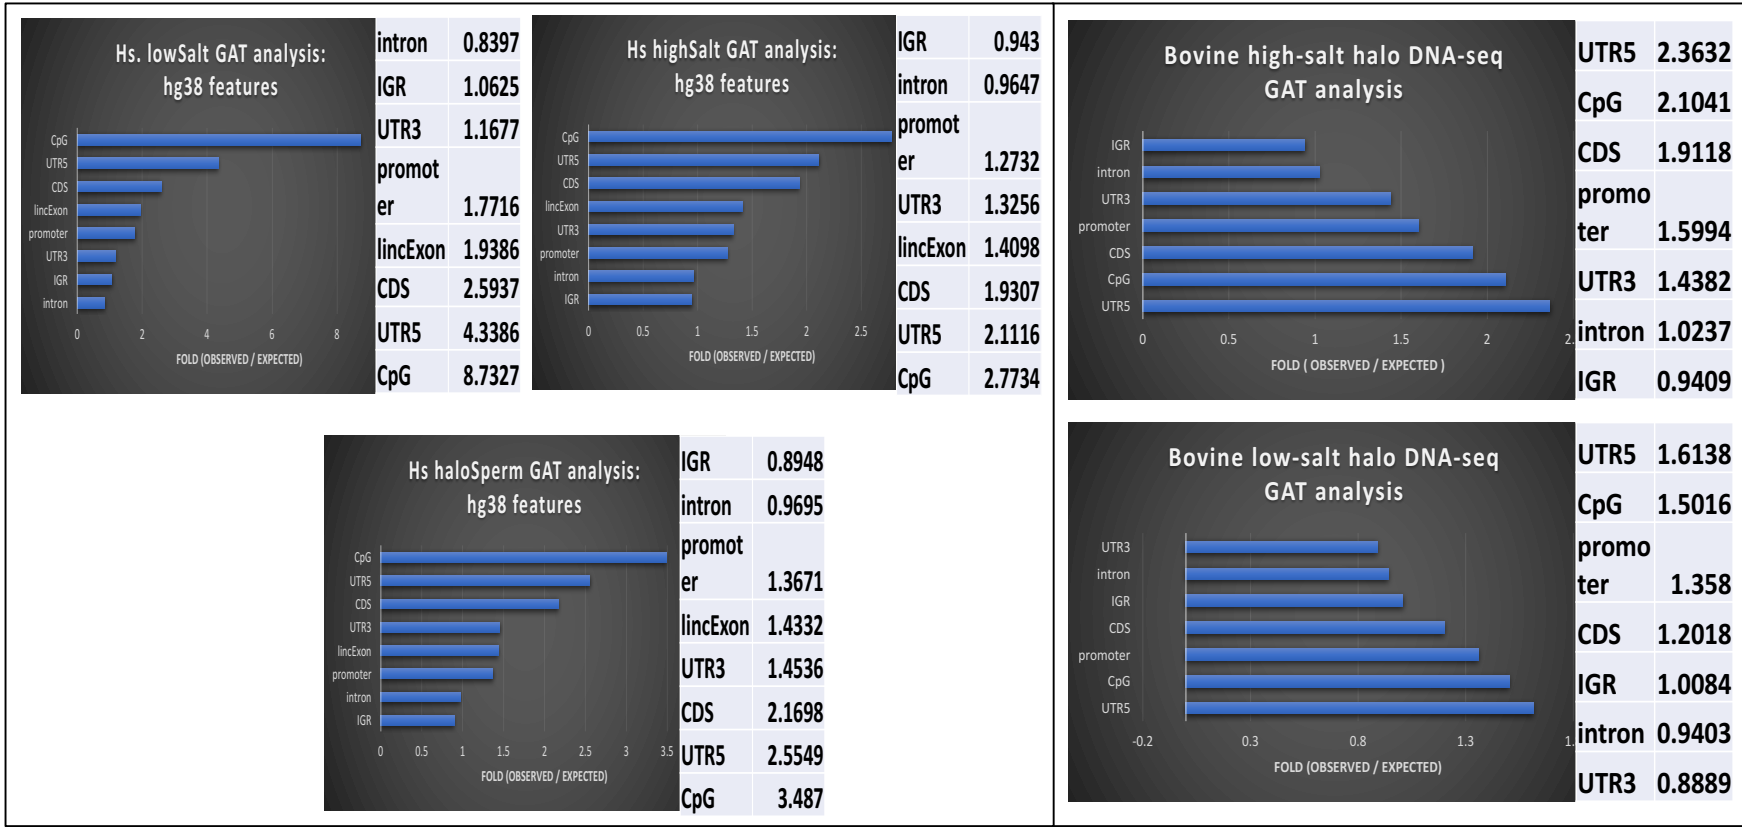 Hs. lowSalt GAT analysis:
hg38 features
CpG
UTR5
CDS
lincExon
promoter
UTR3
IGR
intron
0 2 4 6 8
FOLD (OBSERVED / EXPECTED)
intron 0.8397
IGR 1.0625
UTR3 1.1677
promot
er 1.7716
lincExon 1.9386
CDS 2.5937
UTR5 4.3386
CpG 8.7327
Hs highSalt GAT analysis:
hg38 features
CpG
UTR5
CDS
lincExon
UTR3
promoter
intron
IGR
0 0.5 1 1.5 2 2.5
FOLD (OBSERVED / EXPECTED)
IGR 0.943
intron 0.9647
promot
er 1.2732
UTR3 1.3256
lincExon 1.4098
CDS 1.9307
UTR5 2.1116
CpG 2.7734
Hs haloSperm GAT analysis:
hg38 features
CpG
UTR5
CDS
UTR3
lincExon
promoter
intron
IGR
0 0.5 1 1.5 2 2.5 3 3.5
FOLD (OBSERVED / EXPECTED)
IGR 0.8948
intron 0.9695
promot
er 1.3671
lincExon 1.4332
UTR3 1.4536
CDS 2.1698
UTR5 2.5549
CpG 3.487
Bovine high-salt halo DNA-seq
GAT analysis
IGR
intron
UTR3
promoter
CDS
CpG
UTR5
0 0.5 1 1.5 2 2.
FOLD ( OBSERVED / EXPECTED )
UTR5 2.3632
CpG 2.1041
CDS 1.9118
promo
ter 1.5994
UTR3 1.4382
intron 1.0237
IGR 0.9409
Bovine low-salt halo DNA-seq
GAT analysis
UTR3
intron
IGR
CDS
promoter
CpG
UTR5
-0.2 0.3 0.8 1.3 1.
FOLD (OBSERVED / EXPECTED)
UTR5 1.6138
CpG 1.5016
promo
ter 1.358
CDS 1.2018
IGR 1.0084
intron 0.9403
UTR3 0.8889